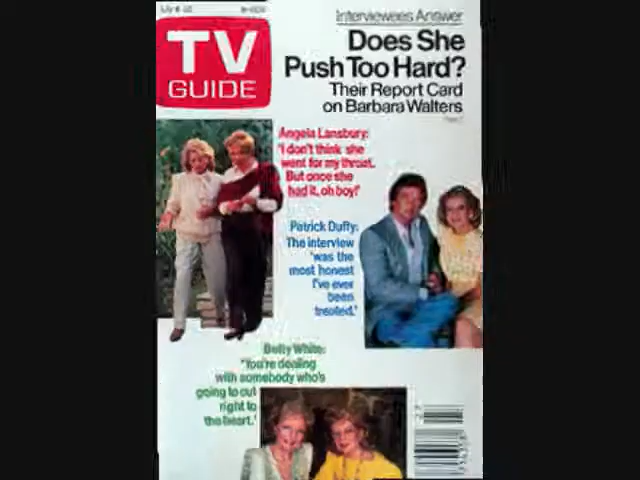 TV
GUIDE
Interviewees Answer
Does She
Push Too Hard?
Their Report Card
on Barbara Walters
Angela Lansbury:
'I don't think she
went for my throat.
But once she
had it, oh boy!'
Patrick Duffy:
The interview
'was the
most honest
I've ever
been
treated.'
Betty White:
'You're dealing
with somebody who's
going to cut
right to
the heart.'